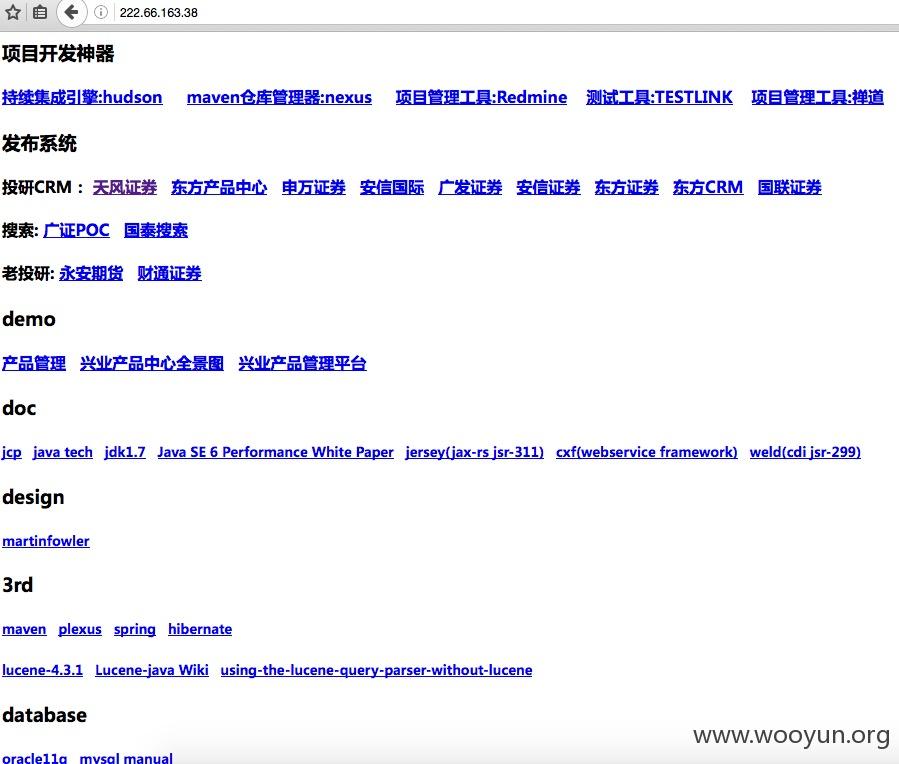 222.66.163.38
项目开发神器
持续集成引擎:hudson maven仓库管理器:nexus 项目管理工具:Redmine 测试工具:TESTLINK 项目管理工具:禅道
发布系统
投研CRM： 天风证券 东方产品中心 申万证券 安信国际 广发证券 安信证券 东方证券 东方CRM 国联证券
搜索: 广证POC 国泰搜索
老投研: 永安期货 财通证券
demo
产品管理 兴业产品中心全景图 兴业产品管理平台
doc
jcp java tech jdk1.7 Java SE 6 Performance White Paper jersey(jax-rs jsr-311) cxf(webservice framework) weld(cdi jsr-299)
design
martinfowler
3rd
maven plexus spring hibernate
lucene-4.3.1 Lucene-java Wiki using-the-lucene-query-parser-without-lucene
database
oracle11g mysql manual
www.wooyun.org